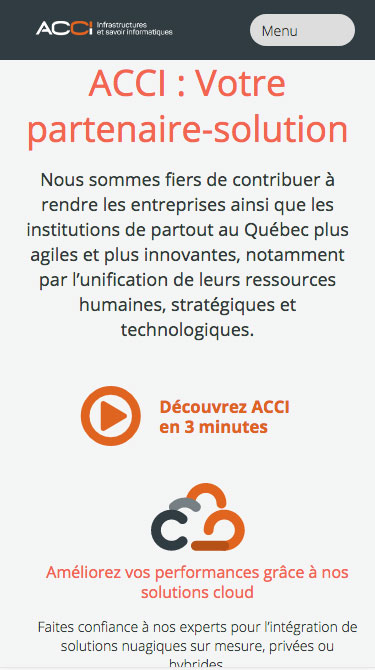 ACCI Infrastructures
et savoir informatiques
Menu
ACCI : Votre
partenaire-solution
Nous sommes fiers de contribuer à
rendre les entreprises ainsi que les
institutions de partout au Québec plus
agiles et plus innovantes, notamment
par l’unification de leurs ressources
humaines, stratégiques et
technologiques.
Découvrez ACCI
en 3 minutes
Améliorez vos performances grâce à nos
solutions cloud
Faites confiance à nos experts pour l’intégration de
solutions nuagiques sur mesure, privées ou
hybrides